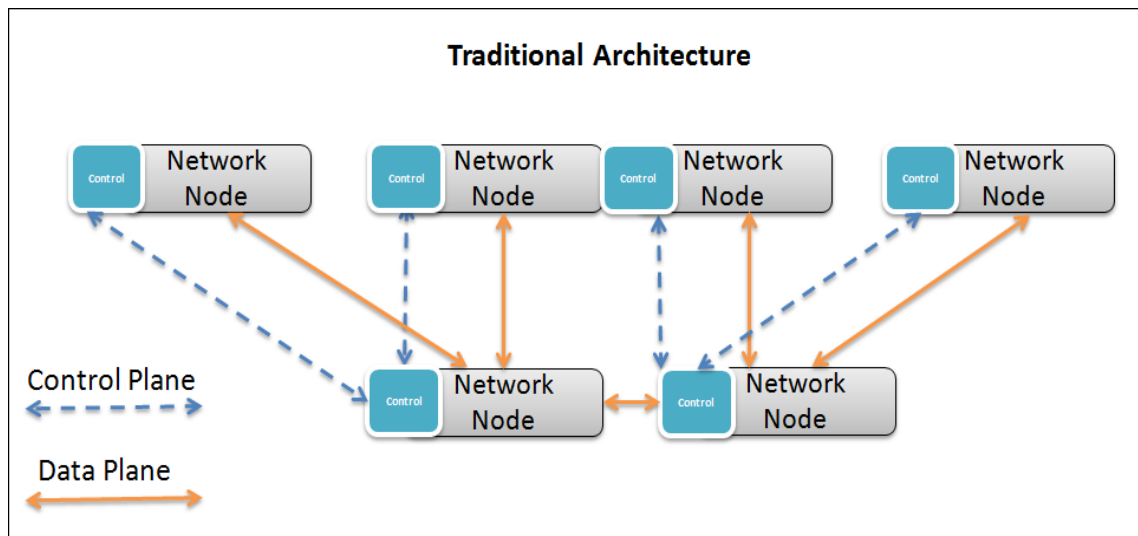 Traditional Architecture
Control
Network
Node
Control
Network
Node
Control
Network
Node
Control
Network
Node
Control Plane
Control
Network
Node
Control
Network
Node
Data Plane